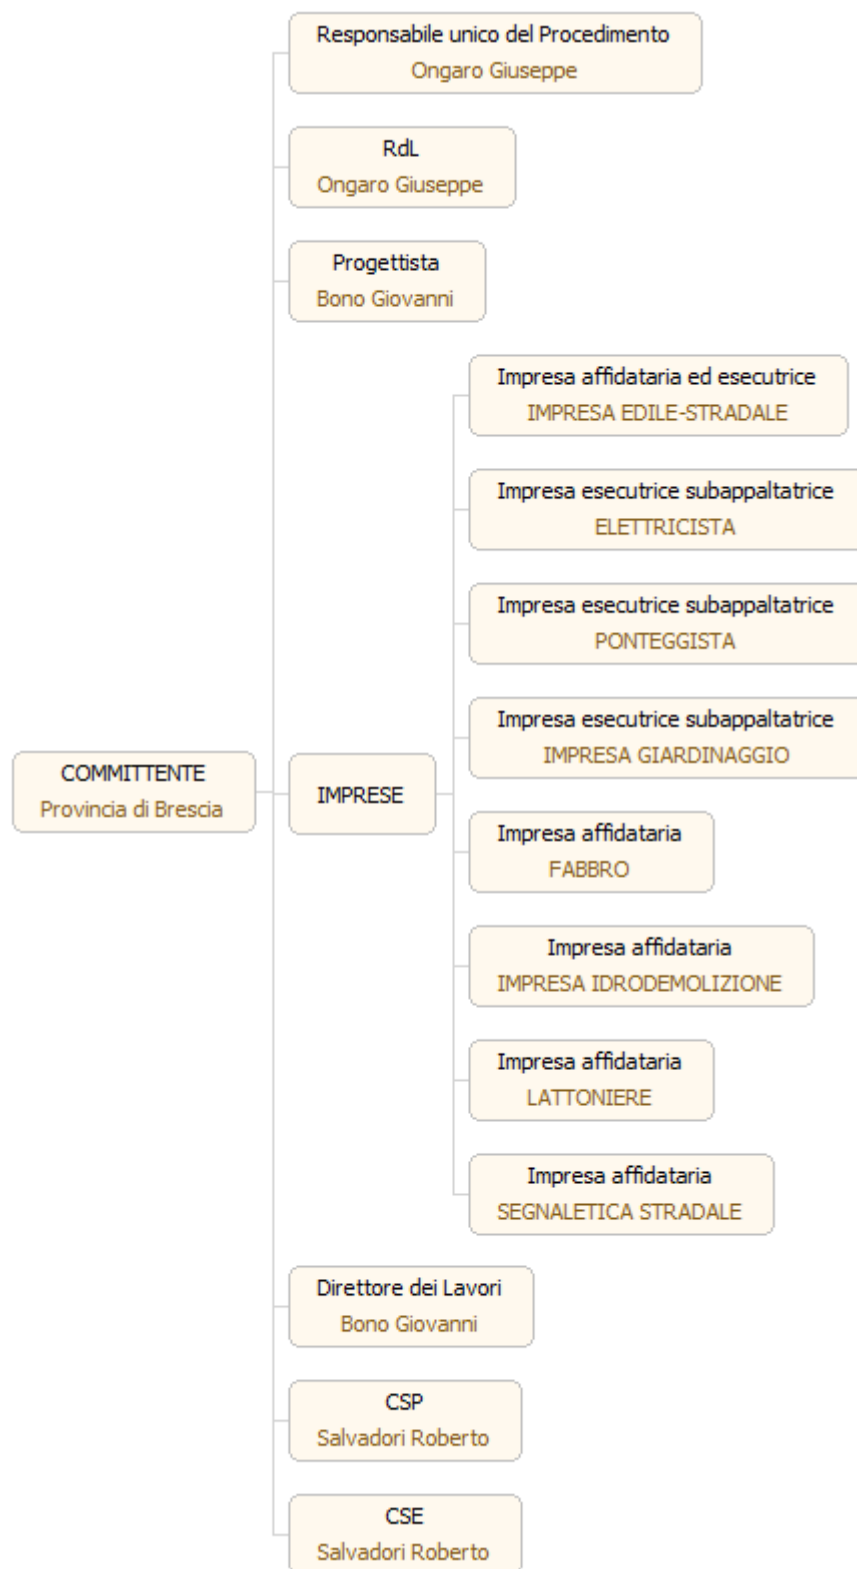 Responsabile unico del Procedimento
Ongaro Giuseppe
RdL
Ongaro Giuseppe
Progettista
Bono Giovanni
Impresa affidataria ed esecutrice
IMPRESA EDILE-STRADALE
Impresa esecutrice subappaltatrice
ELETTRICISTA
Impresa esecutrice subappaltatrice
PONTEGGISTA
Impresa esecutrice subappaltatrice
IMPRESA GIARDINAGGIO
COMMITTENTE
Provincia di Brescia
IMPRESE
Impresa affidataria
FABBRO
Impresa affidataria
IMPRESA IDRODEMOLIZIONE
Impresa affidataria
LATTONIERE
Impresa affidataria
SEGNALETICA STRADALE
Direttore dei Lavori
Bono Giovanni
CSP
Salvadori Roberto
CSE
Salvadori Roberto